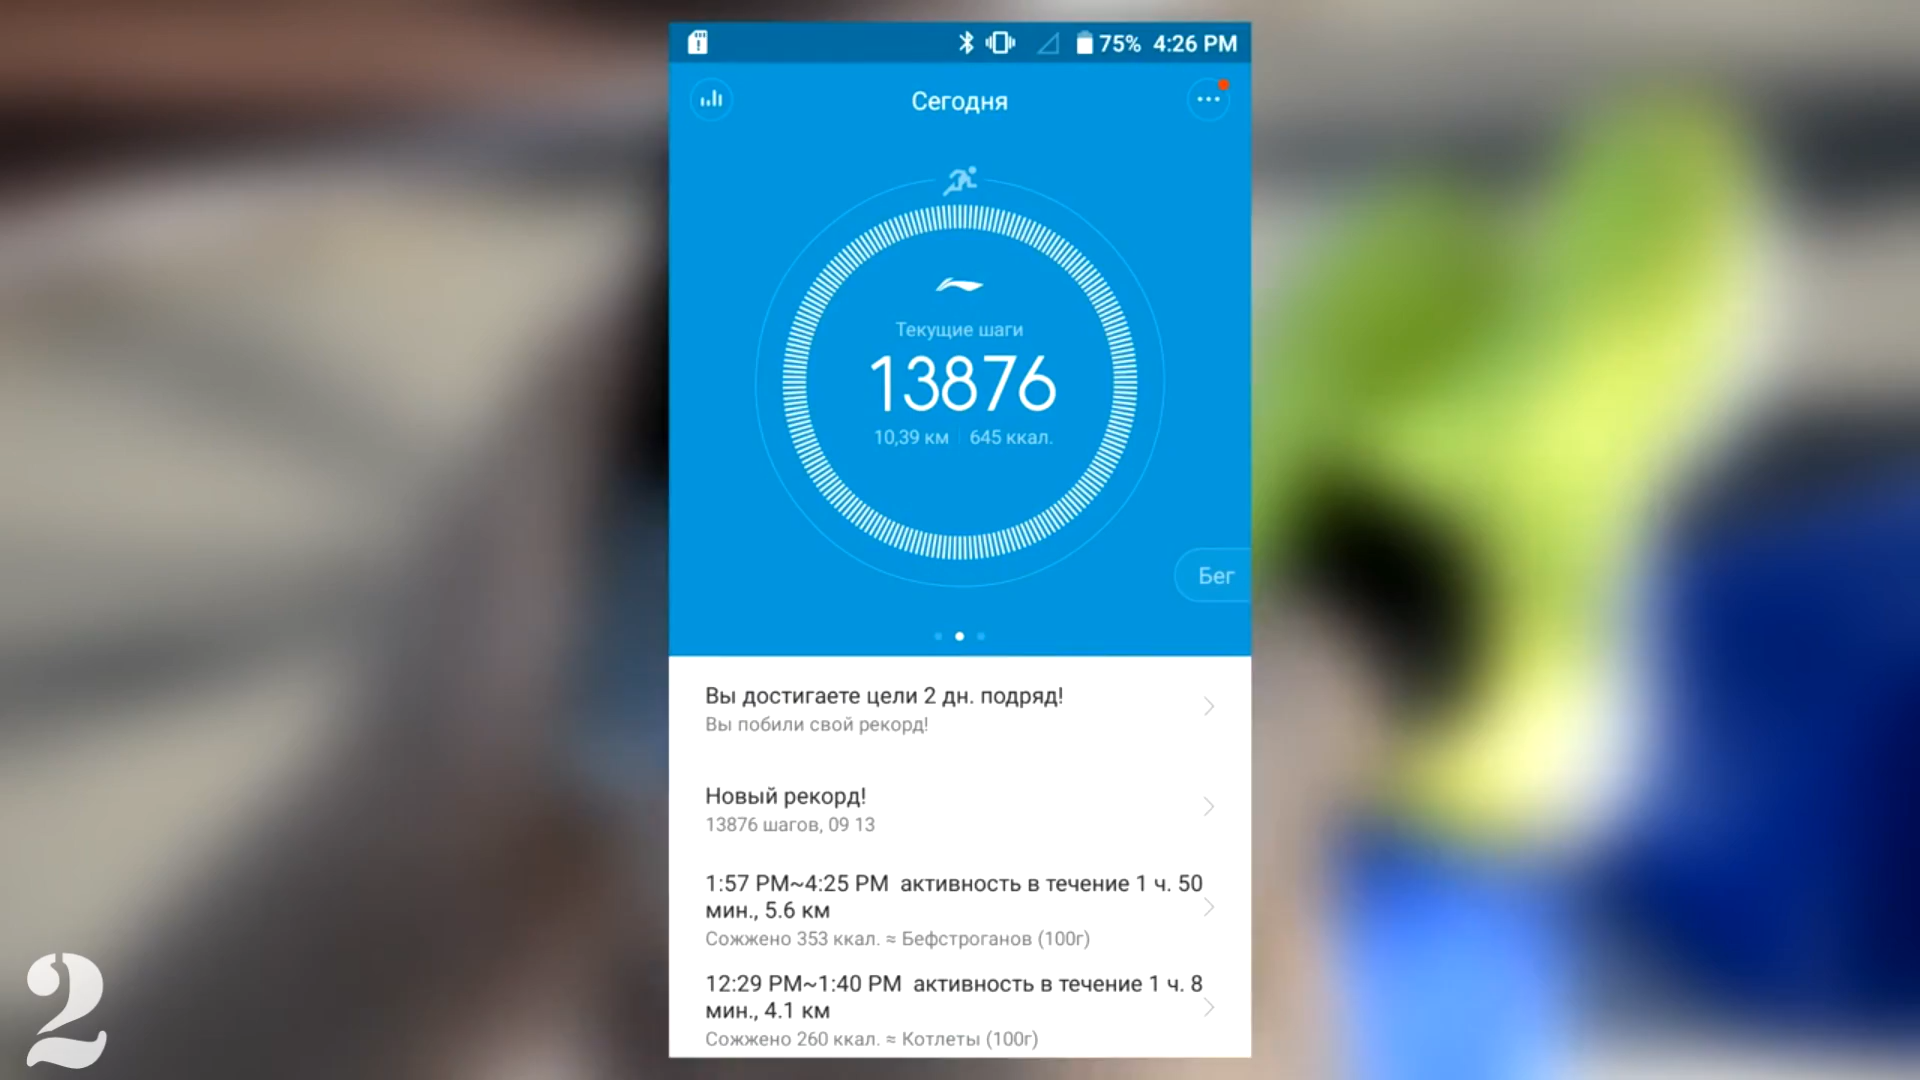 75% 4:26 PM
Сегодня
Текущие шаги
13876
10,39 км 645 ккал.
Бег
Вы достигаете цели 2 дн. подряд!
Вы побили свой рекорд!
Новый рекорд!
13876 шагов, 09 13
1:57 PM~4:25 PM активность в течение 1 ч. 50
мин., 5.6 км
Сожжено 353 ккал. ≈ Бефстроганов (100г)
12:29 PM~1:40 PM активность в течение 1 ч. 8
мин., 4.1 км
Сожжено 260 ккал. ≈ Котлеты (100г)
2